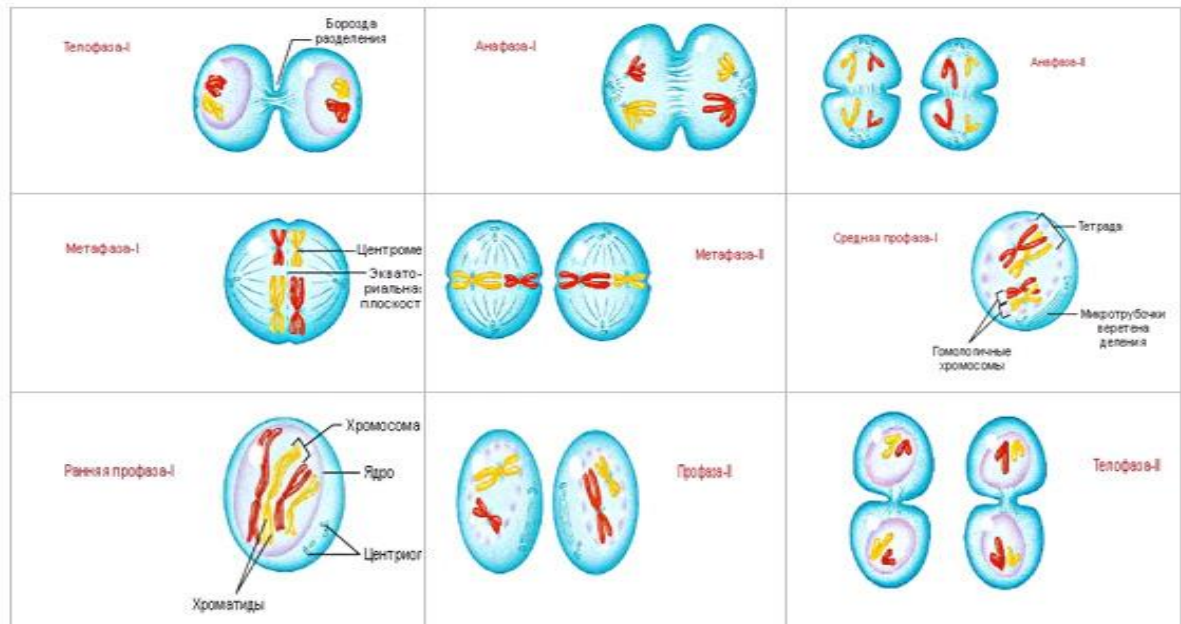 Телофаза-I
Борозда
разделения
Анафаза-I
Анафаза-II
Метафаза-I
Центроме
Эквато-
риальна:
плоскост
Метафаза-II
Средняя профаза-I
Тетрада
Микротрубочки
веретена
деления
Гомологичные
хромосомы
Ранняя профаза-I
Хромосома
Ядро
Центриог
Хроматиды
Профаза-II
Телофаза-II